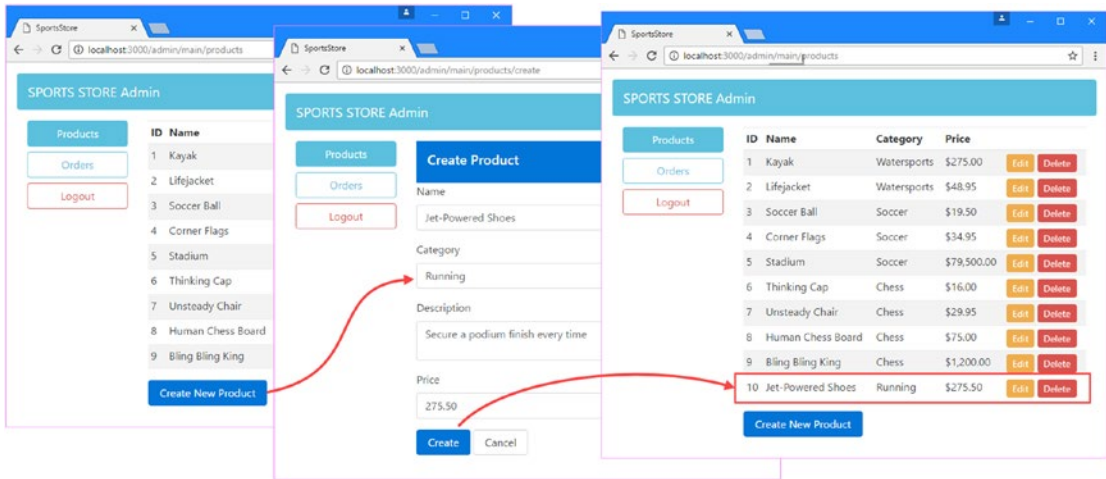 SportsStore
localhost:3000/admin/main/products
SPORTS STORE Admin
Products
Orders
Logout
ID Name
1 Kayak
2 Lifejacket
3 Soccer Ball
4 Corner Flags
5 Stadium
6 Thinking Cap
7 Unsteady Chair
8 Human Chess Board
9 Bling Bling King
Create New Product
SportsStore
localhost:3000/admin/main/products/create
SPORTS STORE Admin
Products
Orders
Logout
Create Product
Name
Jet-Powered Shoes
Category
Running
Description
Secure a podium finish every time
Price
275.50
Create Cancel
SportsStore
localhost:3000/admin/main/products
SPORTS STORE Admin
Products
Orders
Logout
ID Name Category Price
1 Kayak Watersports $275.00 Edit Delete
2 Lifejacket Watersports $48.95 Edit Delete
3 Soccer Ball Soccer $19.50 Edit Delete
4 Corner Flags Soccer $34.95 Edit Delete
5 Stadium Soccer $79,500.00 Edit Delete
6 Thinking Cap Chess $16.00 Edit Delete
7 Unsteady Chair Chess $29.95 Edit Delete
8 Human Chess Board Chess $75.00 Edit Delete
9 Bling Bling King Chess $1,200.00 Edit Delete
10 Jet-Powered Shoes Running $275.50 Edit Delete
Create New Product